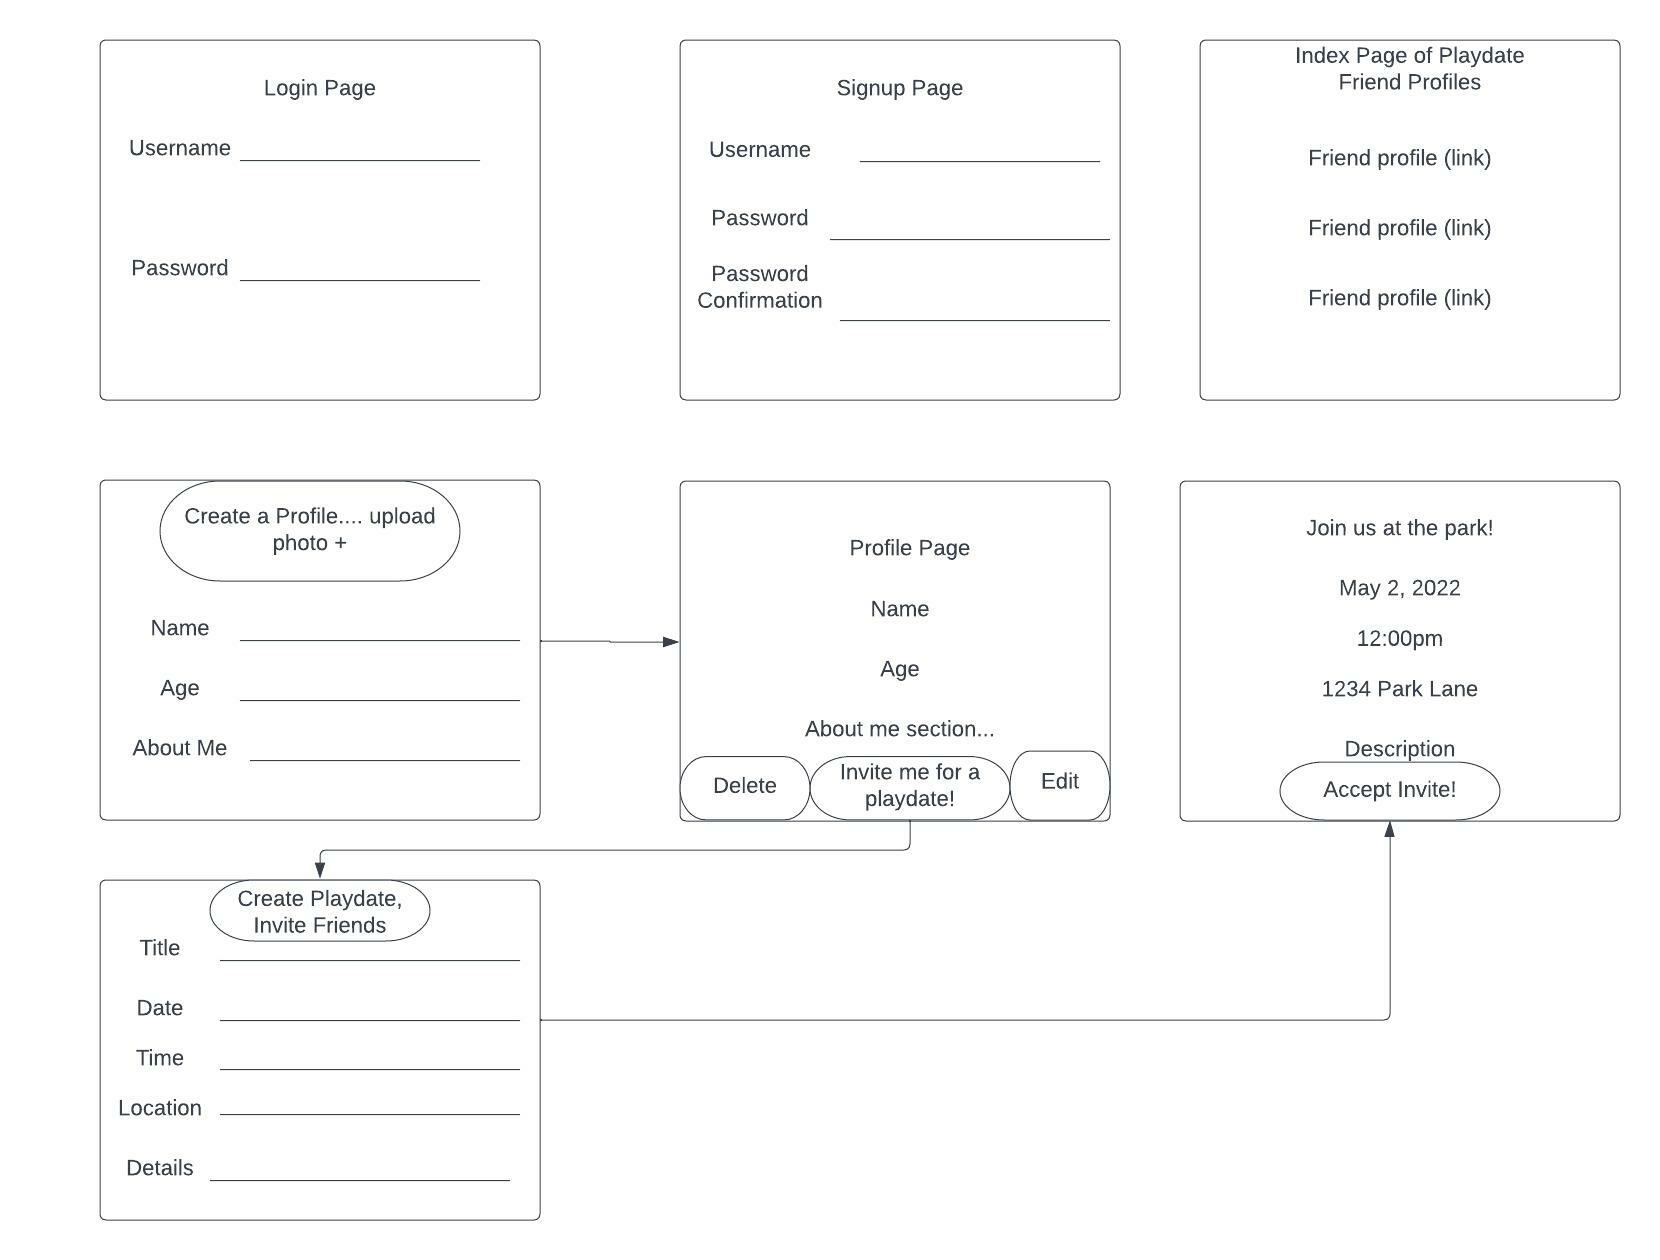 Login Page
Username
Password
Signup Page
Username
Password
Password
Confirmation
Index Page of Playdate
Friend Profiles
Friend profile (link)
Friend profile (link)
Friend profile (link)
Create a Profile.... upload
photo +
Name
Age
About Me
Profile Page
Name
Age
About me section...
Delete
Invite me for a
playdate!
Edit
Join us at the park!
May 2, 2022
12:00pm
1234 Park Lane
Description
Accept Invite!
Create Playdate,
Invite Friends
Title
Date
Time
Location
Details